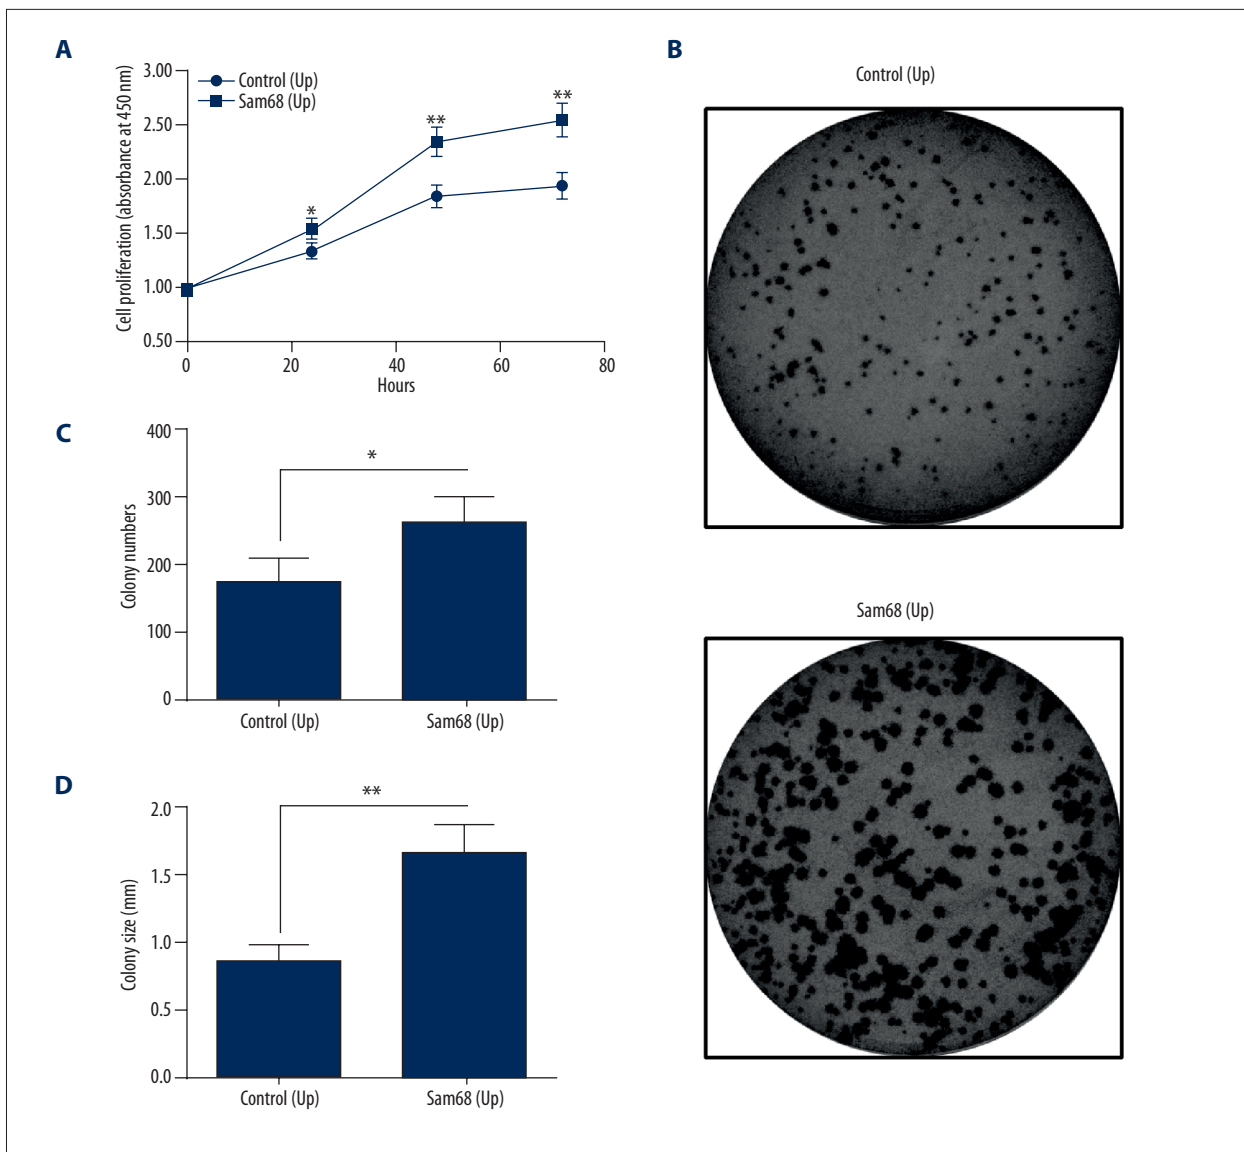 A
Cell proliferation (absorbance at 450 nm)
3.00
2.50
2.00
1.50
1.00
0.50
Control (Up)
Sam68 (Up)
*
**
**
0
20
40
60
80
Hours
B
Control (Up)
Sam68 (Up)
C
Colony numbers
400
300
200
100
0
*
Control (Up)
Sam68 (Up)
D
Colony size (mm)
2.0
1.5
1.0
0.5
0.0
**
Control (Up)
Sam68 (Up)